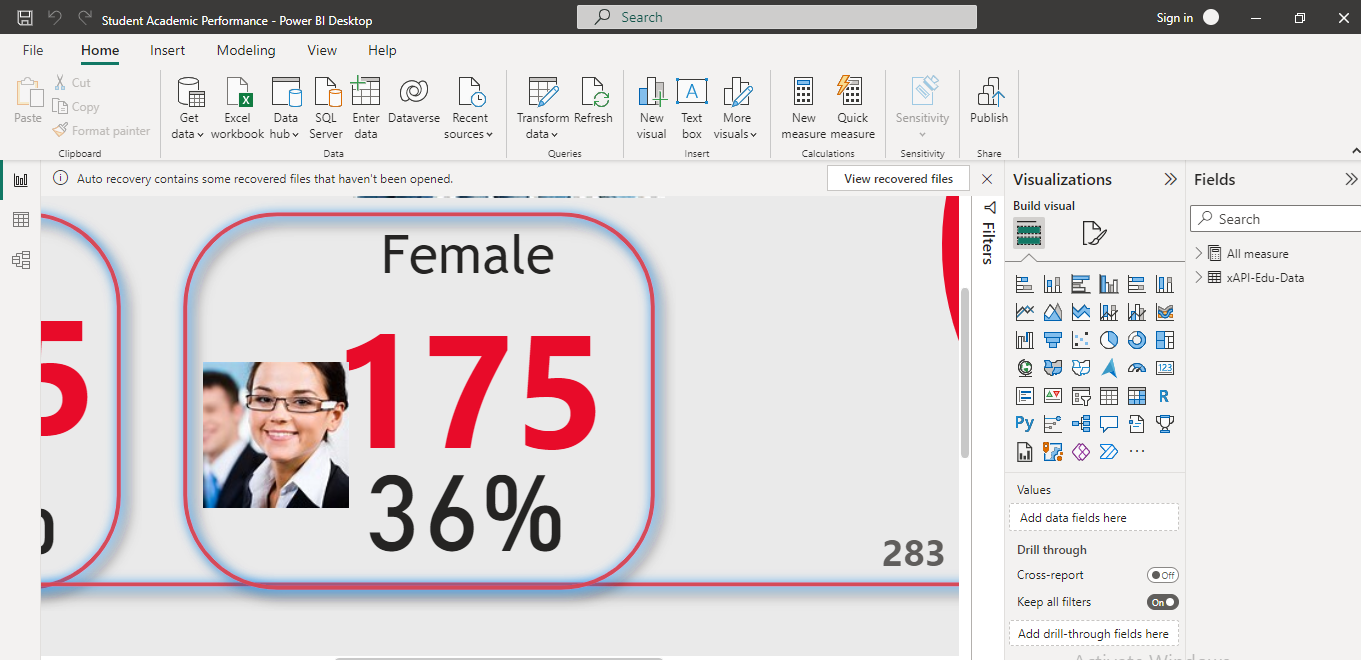 Student Academic Performance - Power BI Desktop
Search
Sign in
File Home Insert Modeling View Help
Paste
Cut
Copy
Format painter
Clipboard
Get data
Excel workbook
Data hub
SQL Server
Enter data
Dataverse
Recent sources
Data
Transform data
Refresh
Queries
New visual
Text box
More visuals
Insert
New measure
Quick measure
Calculations
Sensitivity
Sensitivity
Publish
Share
Auto recovery contains some recovered files that haven't been opened.
View recovered files
Female
175
36%
5
283
Filters
Visualizations
Build visual
123
R
Py
Values
Add data fields here
Drill through
Cross-report
Off
Keep all filters
On
Add drill-through fields here
Activate Windows
Fields
Search
All measure
xAPI-Edu-Data